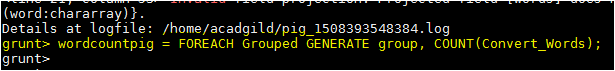 (word:chararray)}.
Details at logfile: /home/acadgild/pig_1508393548384.log
grunt> wordcountpig = FOREACH Grouped GENERATE group, COUNT(Convert_Words);
grunt>